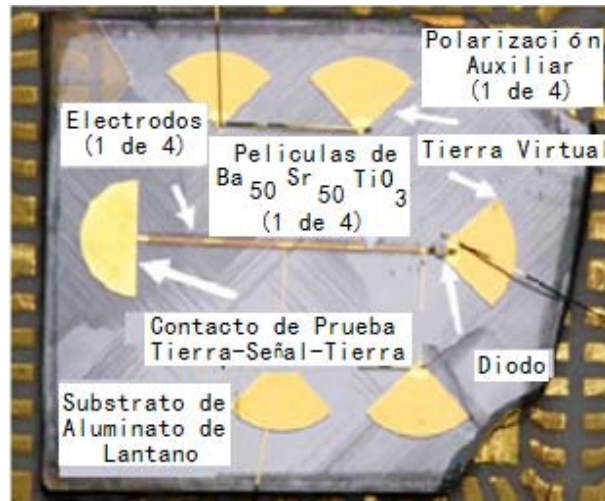 Polarización
Auxiliar
(1 de 4)
Electrodos
(1 de 4)
Peliculas de
Ba50 Sr50 TiO3
(1 de 4)
Tierra Virtual
Contacto de Prueba
Tierra-Señal-Tierra
Diodo
Substrato de
Aluminato de
Lantano